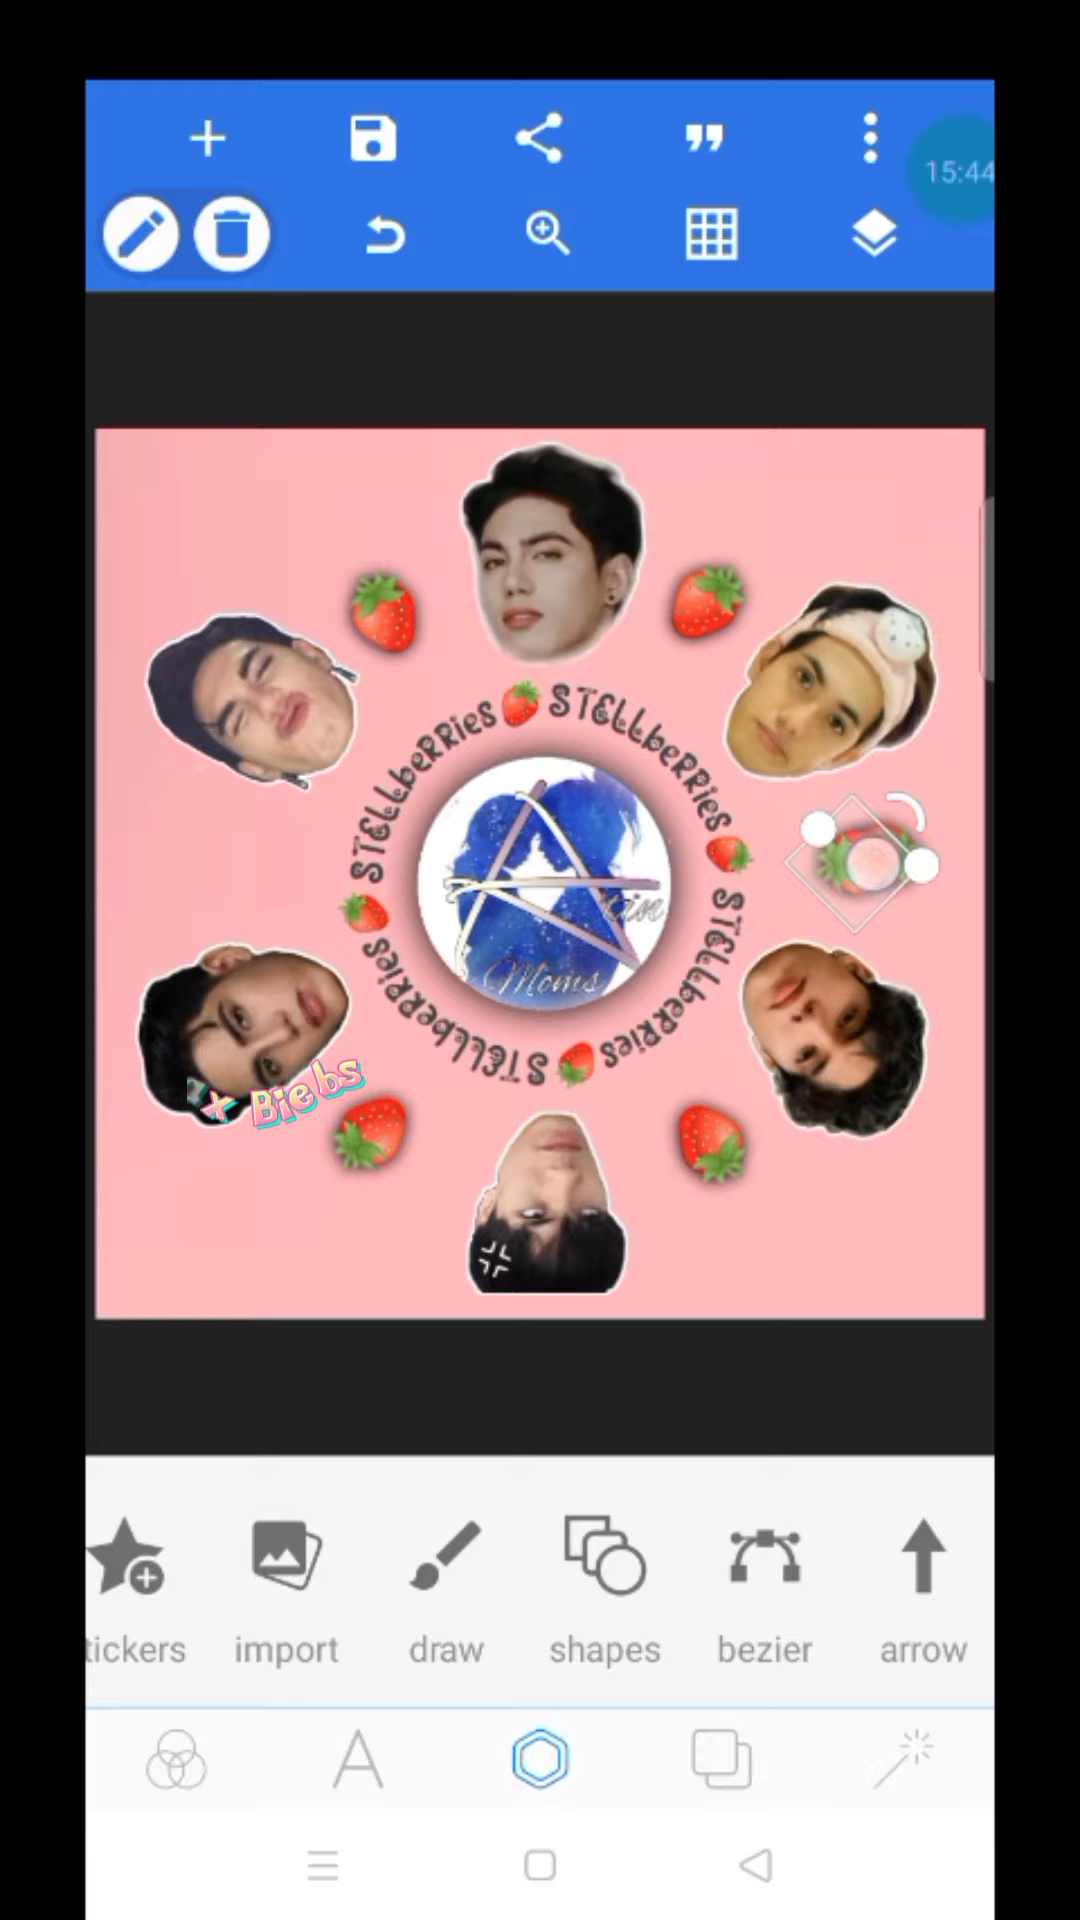 15:44
STELLbeRRies
STELLbeRRies
STELLbeRRies
STELLbeRRies
Moms
x Biebs
tickers
import
draw
shapes
bezier
arrow